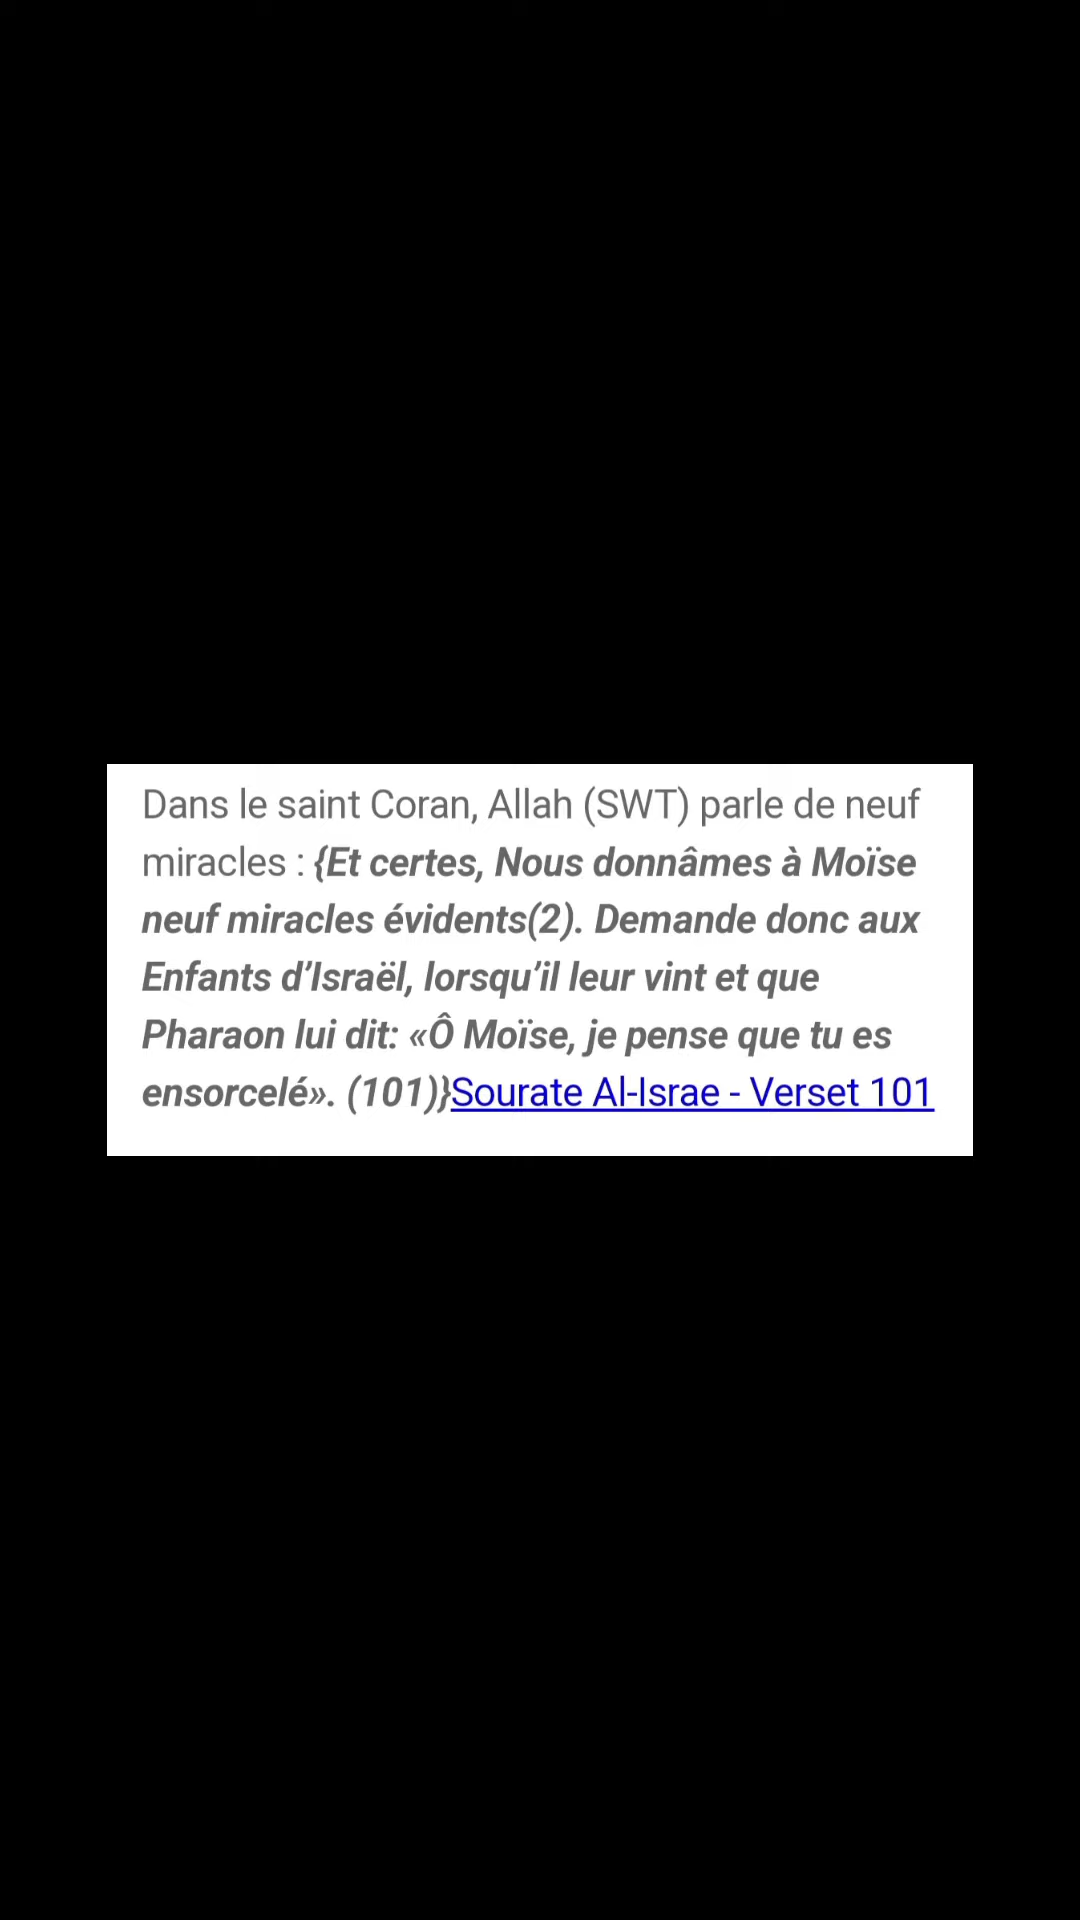 Dans le saint Coran, Allah (SWT) parle de neuf
miracles : {Et certes, Nous donnâmes à Moïse
neuf miracles évidents(2). Demande donc aux
Enfants d’Israël, lorsqu’il leur vint et que
Pharaon lui dit: «Ô Moïse, je pense que tu es
ensorcelé». (101)}Sourate Al-Israe - Verset 101